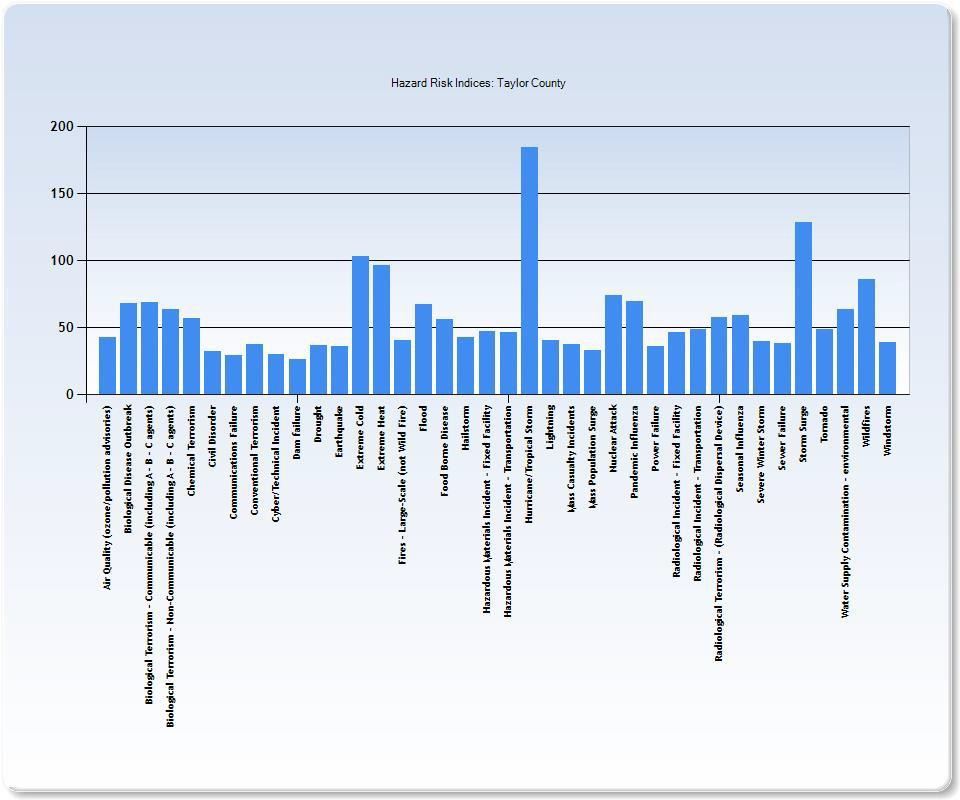 Hazard Risk Indices: Taylor County
200
150
100
50
0
Air Quality (ozone/pollution advisories)
Biological Disease Outbreak
Biological Terrorism - Communicable (including A - B - C agents)
Biological Terrorism - Non-Communicable (including A - B - C agents)
Chemical Terrorism
Civil Disorder
Communications Failure
Conventional Terrorism
Cyber/Technical Incident
Dam failure
Drought
Earthquake
Extreme Cold
Extreme Heat
Fires - Large-Scale (not Wild Fire)
Flood
Food Borne Disease
Hailstorm
Hazardous Materials Incident - Fixed Facility
Hazardous Materials Incident - Transportation
Hurricane/Tropical Storm
Lightning
Mass Casualty Incidents
Mass Population Surge
Nuclear Attack
Pandemic Influenza
Power Failure
Radiological Incident - Fixed Facility
Radiological Incident - Transportation
Radiological Terrorism - (Radiological Dispersal Device)
Seasonal Influenza
Severe Winter Storm
Sewer Failure
Storm Surge
Tornado
Water Supply Contamination - environmental
Wildfires
Windstorm